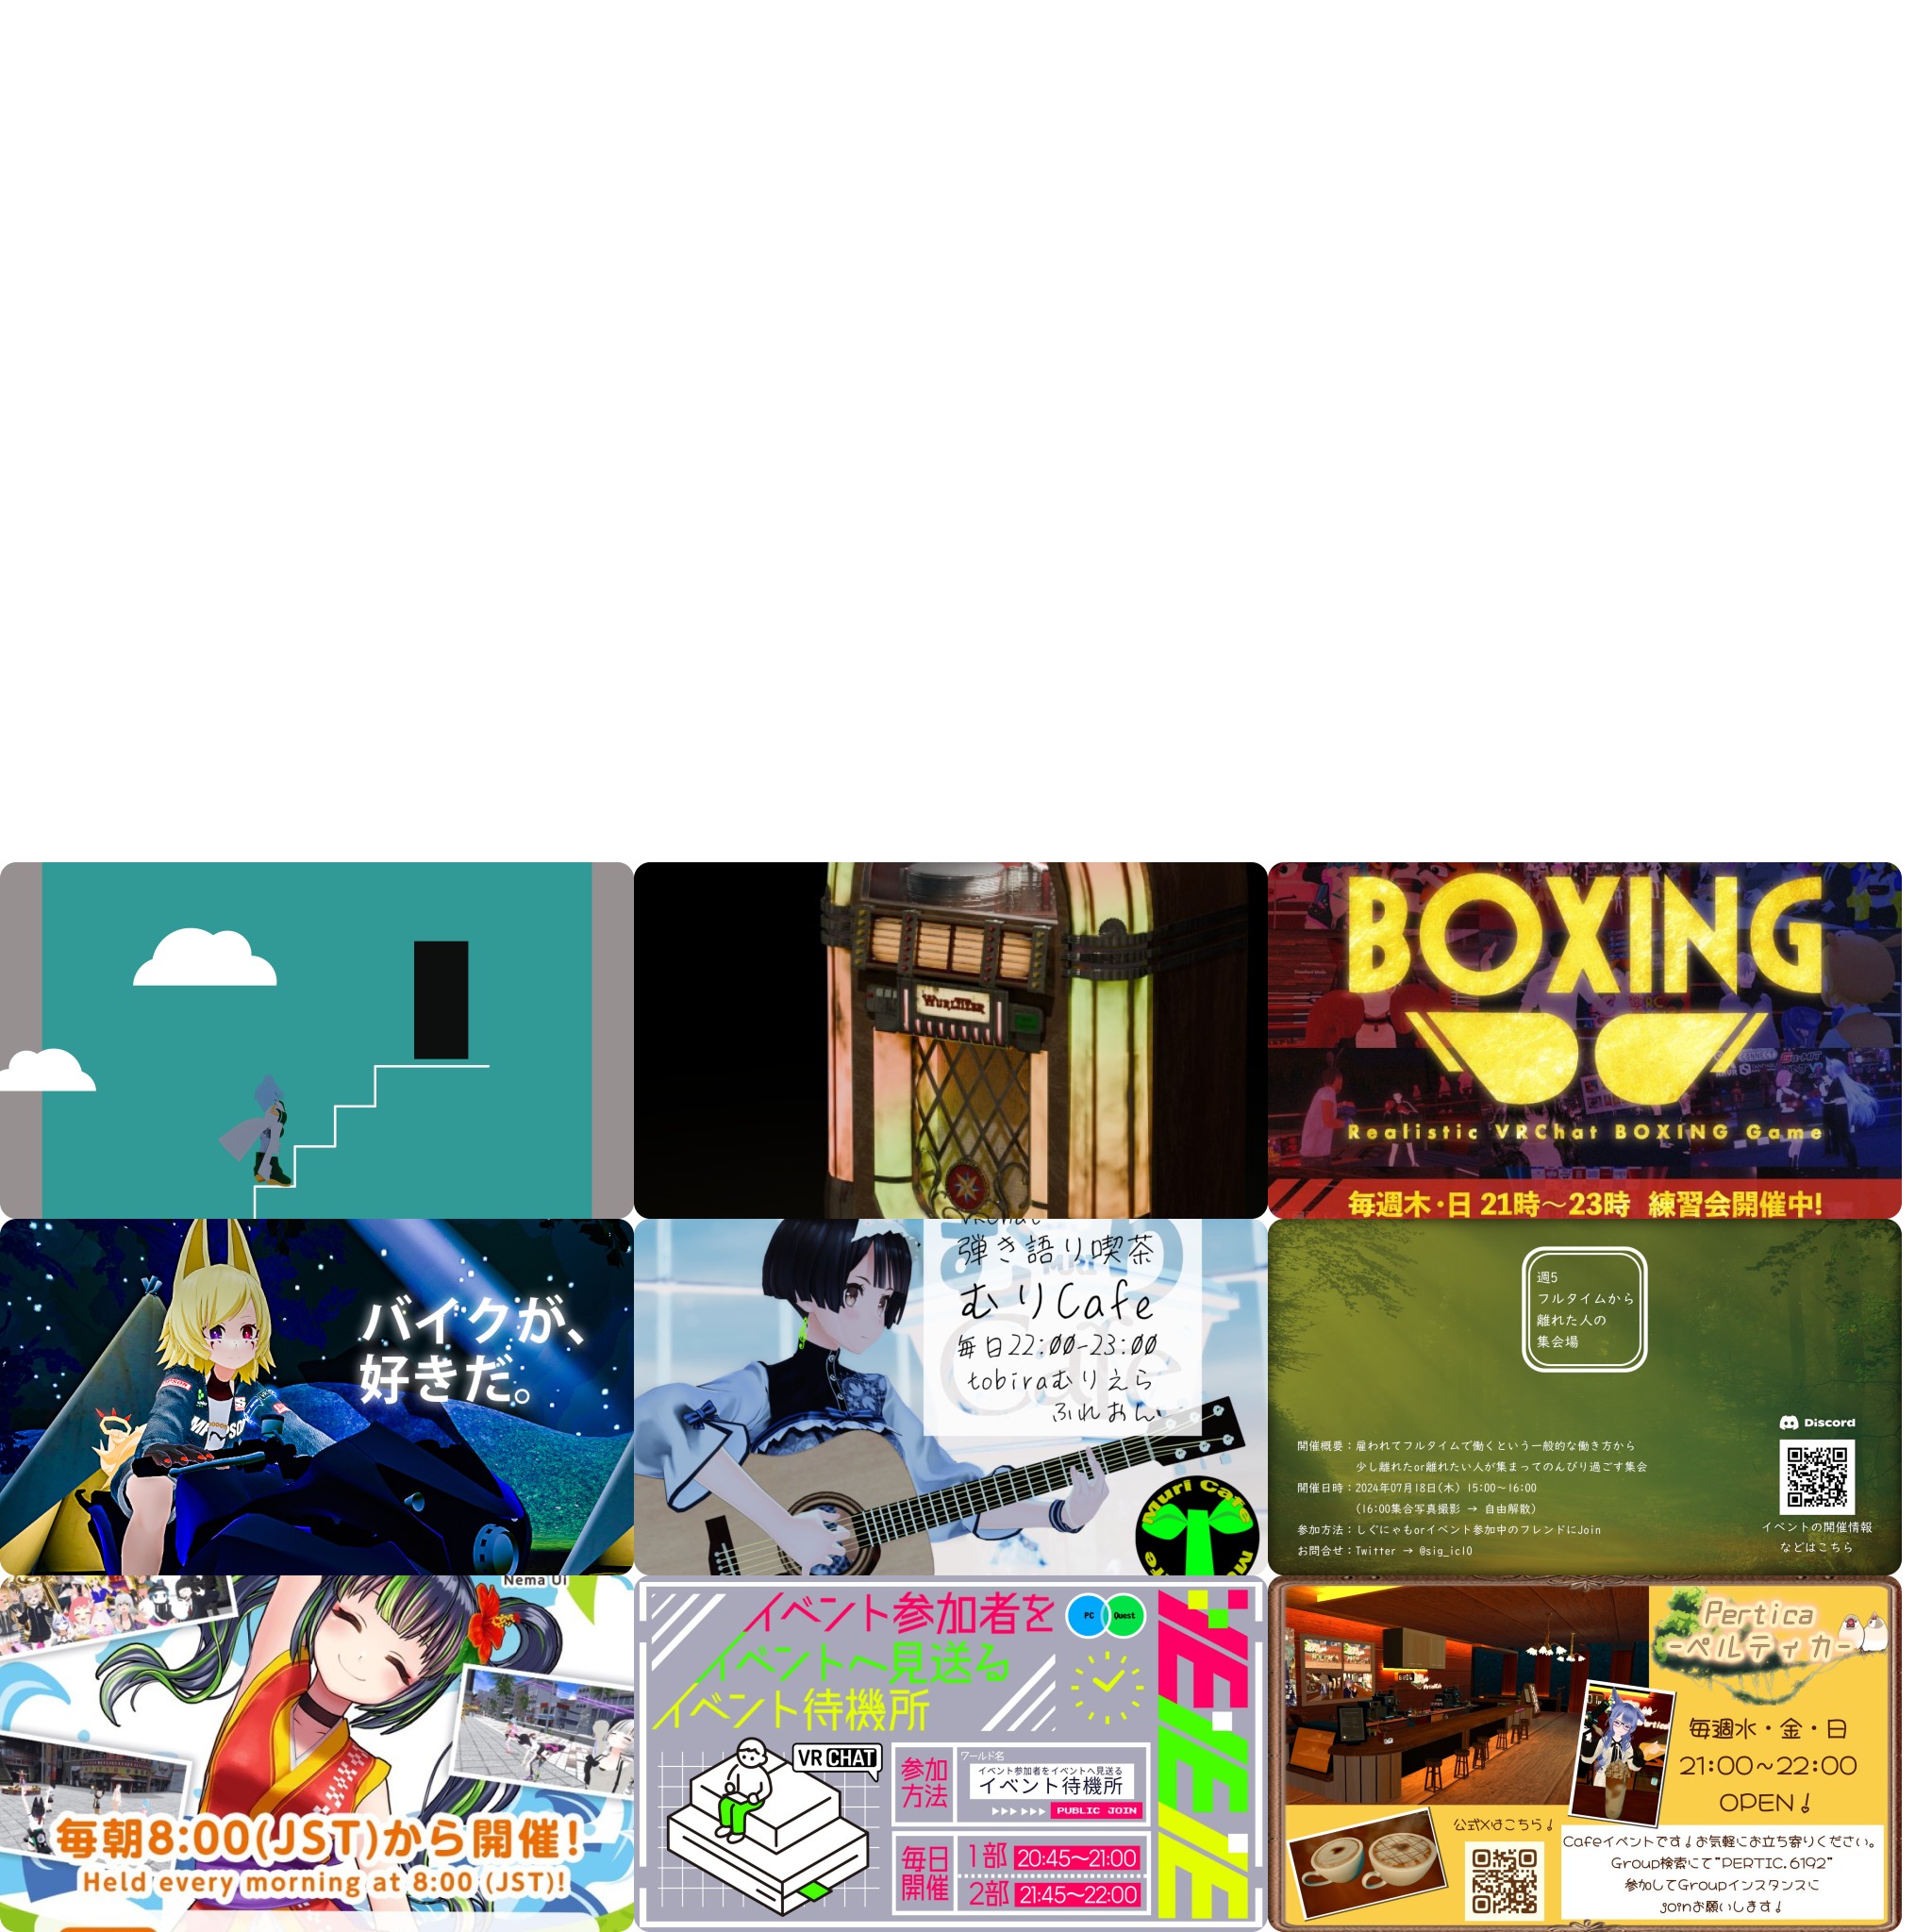 WURLITZER
BOXING
Realistic VRChat BOXING Game
毎週木・日 21時～23時 練習会開催中!
バイクが、
好きだ。
弾き語り喫茶
むりCafe
毎日22:00-23:00
tobiraむりえら
ふれおん
Muri Cafe
週5
フルタイムから
離れた人の
集会場
Discord
開催概要：雇われてフルタイムで働くという一般的な働き方から
少し離れたor離れたい人が集まってのんびり過ごす集会
開催日時：2024年07月18日(木) 15:00～16:00
(16:00集合写真撮影 → 自由解散)
参加方法：しぐにゃもorイベント参加中のフレンドにJoin
お問合せ：Twitter → @sig_ic10
イベントの開催情報
などはこちら
Nema UI
毎朝8:00(JST)から開催!
Held every morning at 8:00 (JST)!
イベント参加者を
イベントへ見送る
イベント待機所
PC Quest
VRCHAT
参加
方法
ワールド名
イベント参加者をイベントへ見送る
イベント待機所
PUBLIC JOIN
毎日
開催
1部 20:45～21:00
2部 21:45～22:00
Pertica
-ペルティカ-
毎週水・金・日
21:00～22:00
OPEN!
公式Xはこちら!
Cafeイベントです!お気軽にお立ち寄りください。
Group検索にて"PERTIC.6192"
参加してGroupインスタンスに
joinお願いします!